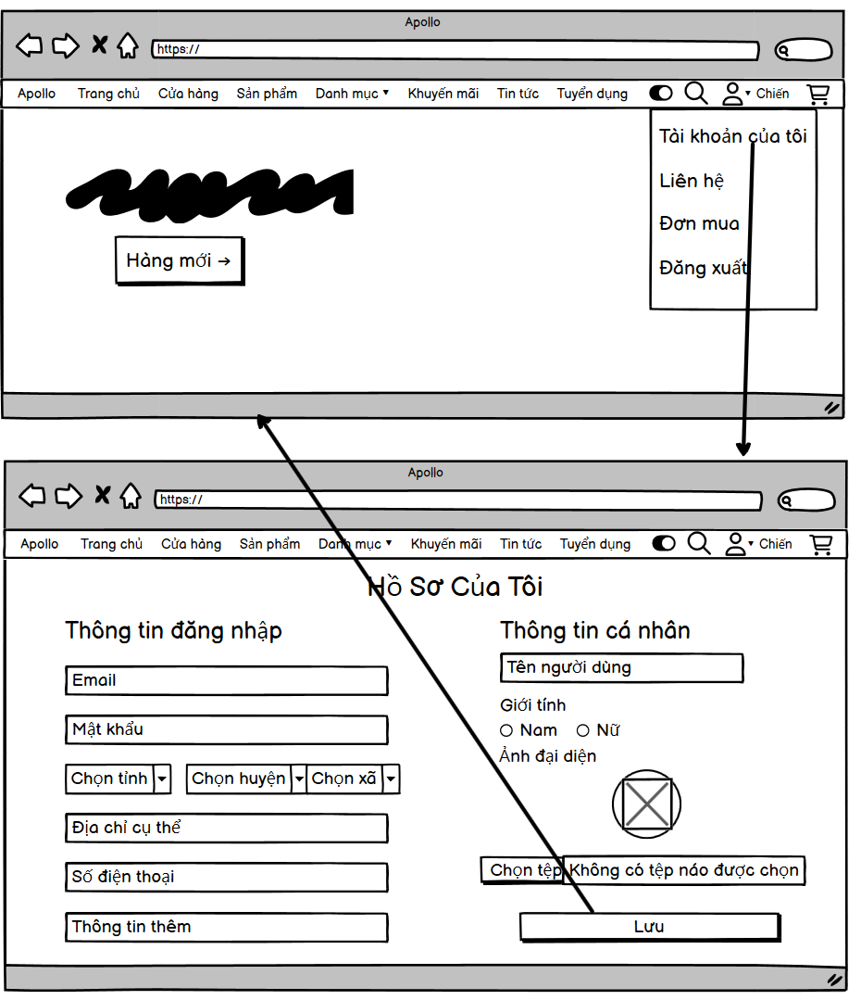 Apollo
https://
Apollo Trang chủ Cửa hàng Sản phẩm Danh mục Khuyến mãi Tin tức Tuyển dụng Chiến
Tài khoản của tôi
Liên hệ
Đơn mua
Đăng xuất
Hàng mới →
Apollo
https://
Apollo Trang chủ Cửa hàng Sản phẩm Danh mục Khuyến mãi Tin tức Tuyển dụng Chiến
Hồ Sơ Của Tôi
Thông tin đăng nhập
Email
Mật khẩu
Chọn tỉnh Chọn huyện Chọn xã
Địa chỉ cụ thể
Số điện thoại
Thông tin thêm
Thông tin cá nhân
Tên người dùng
Giới tính
Nam Nữ
Ảnh đại diện
Chọn tệp Không có tệp náo được chọn
Lưu